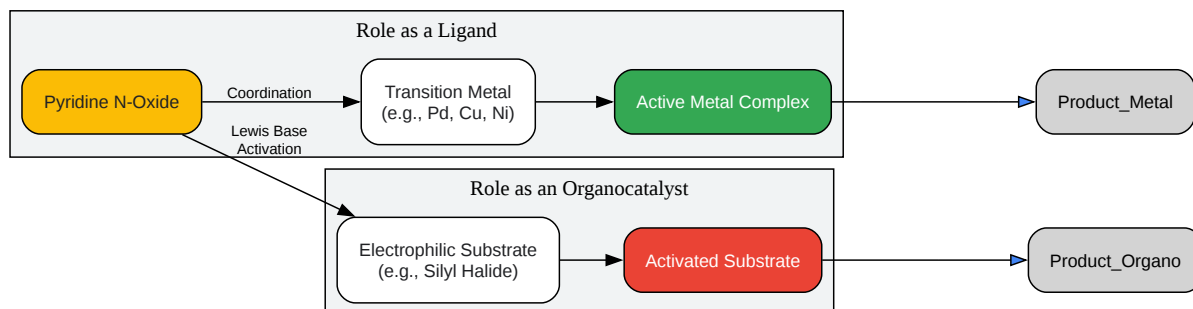 Role as a Ligand
Pyridine N-Oxide
Coordination
Transition Metal
(e.g., Pd, Cu, Ni)
Active Metal Complex
Product_Metal
Lewis Base
Activation
Role as an Organocatalyst
Electrophilic Substrate
(e.g., Silyl Halide)
Activated Substrate
Product_Organo